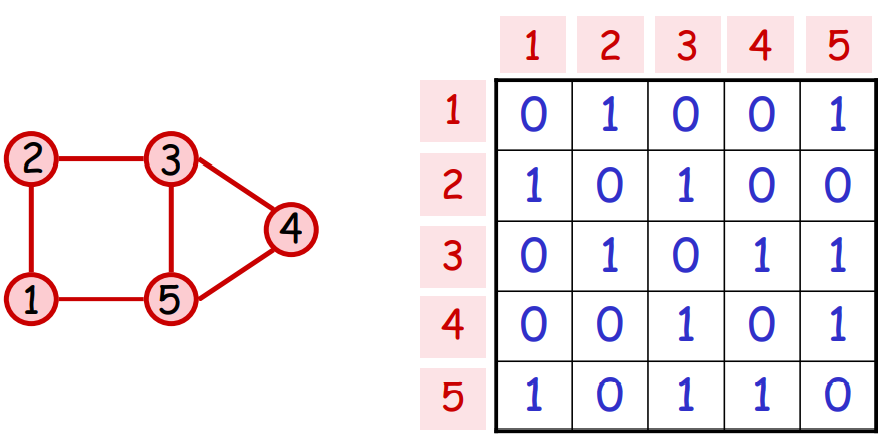 2 3
4
1 5
1 2 3 4 5
1 0 1 0 0 1
2 1 0 1 0 0
3 0 1 0 1 1
4 0 0 1 0 1
5 1 0 1 1 0